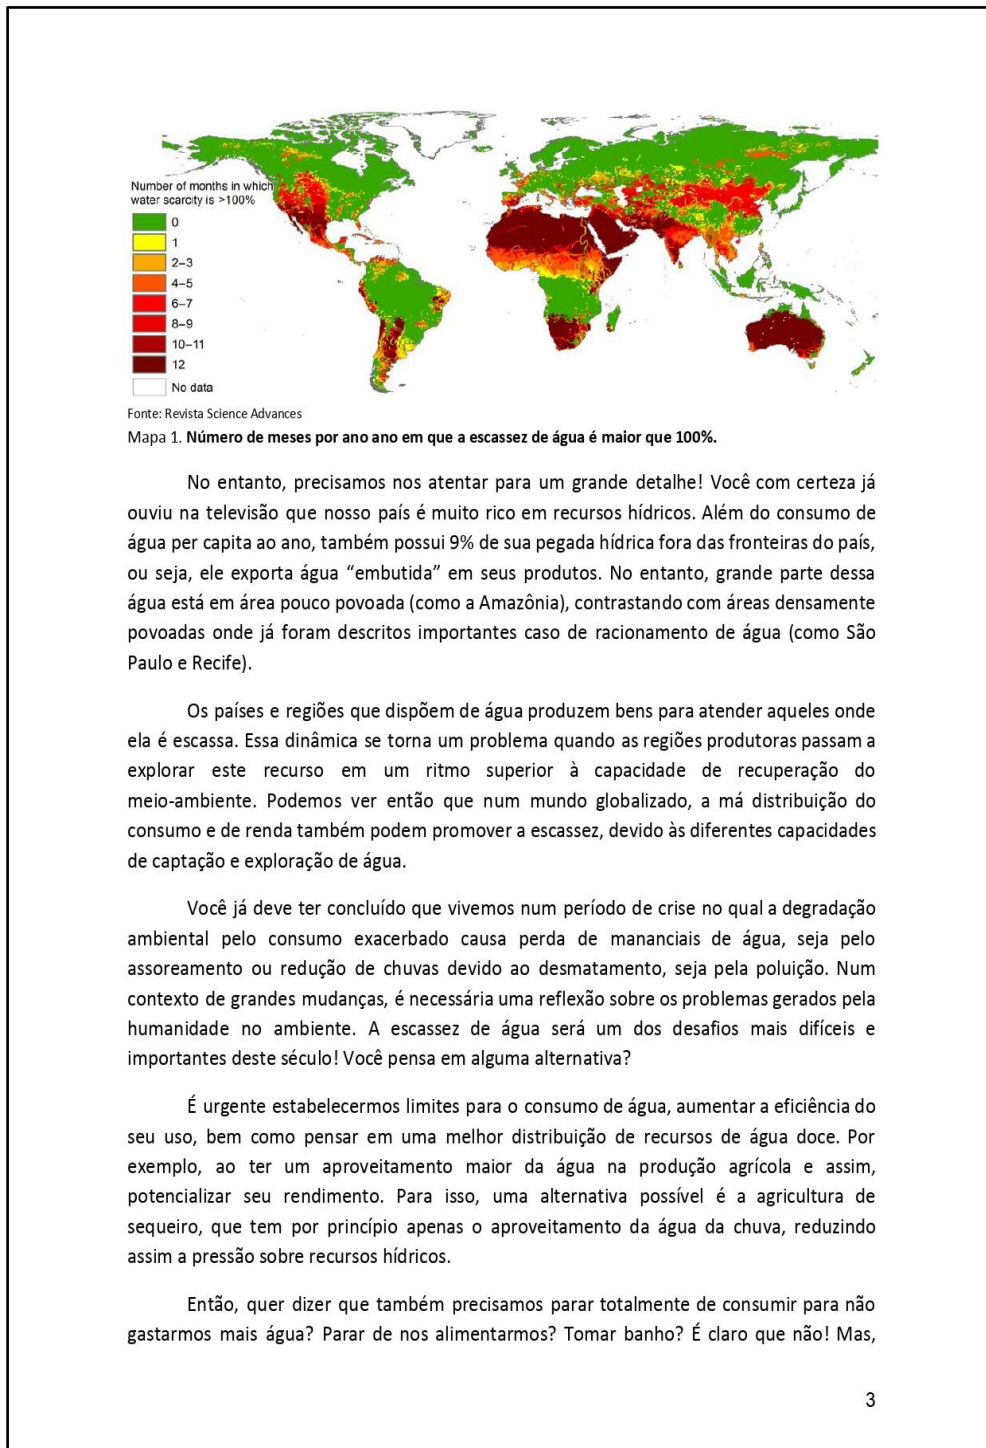 Number of months in which
water scarcity is >100%
0
1
2–3
4–5
6–7
8–9
10–11
12
No data
Fonte: Revista Science Advances
Mapa 1. Número de meses por ano ano em que a escassez de água é maior que 100%.
No entanto, precisamos nos atentar para um grande detalhe! Você com certeza já
ouviu na televisão que nosso país é muito rico em recursos hídricos. Além do consumo de
água per capita ao ano, também possui 9% de sua pegada hídrica fora das fronteiras do país,
ou seja, ele exporta água “embutida” em seus produtos. No entanto, grande parte dessa
água está em área pouco povoada (como a Amazônia), contrastando com áreas densamente
povoadas onde já foram descritos importantes caso de racionamento de água (como São
Paulo e Recife).
Os países e regiões que dispõem de água produzem bens para atender aqueles onde
ela é escassa. Essa dinâmica se torna um problema quando as regiões produtoras passam a
explorar este recurso em um ritmo superior à capacidade de recuperação do
meio-ambiente. Podemos ver então que num mundo globalizado, a má distribuição do
consumo e de renda também podem promover a escassez, devido às diferentes capacidades
de captação e exploração de água.
Você já deve ter concluído que vivemos num período de crise no qual a degradação
ambiental pelo consumo exacerbado causa perda de mananciais de água, seja pelo
assoreamento ou redução de chuvas devido ao desmatamento, seja pela poluição. Num
contexto de grandes mudanças, é necessária uma reflexão sobre os problemas gerados pela
humanidade no ambiente. A escassez de água será um dos desafios mais difíceis e
importantes deste século! Você pensa em alguma alternativa?
É urgente estabelecermos limites para o consumo de água, aumentar a eficiência do
seu uso, bem como pensar em uma melhor distribuição de recursos de água doce. Por
exemplo, ao ter um aproveitamento maior da água na produção agrícola e assim,
potencializar seu rendimento. Para isso, uma alternativa possível é a agricultura de
sequeiro, que tem por princípio apenas o aproveitamento da água da chuva, reduzindo
assim a pressão sobre recursos hídricos.
Então, quer dizer que também precisamos parar totalmente de consumir para não
gastarmos mais água? Parar de nos alimentarmos? Tomar banho? É claro que não! Mas,
3